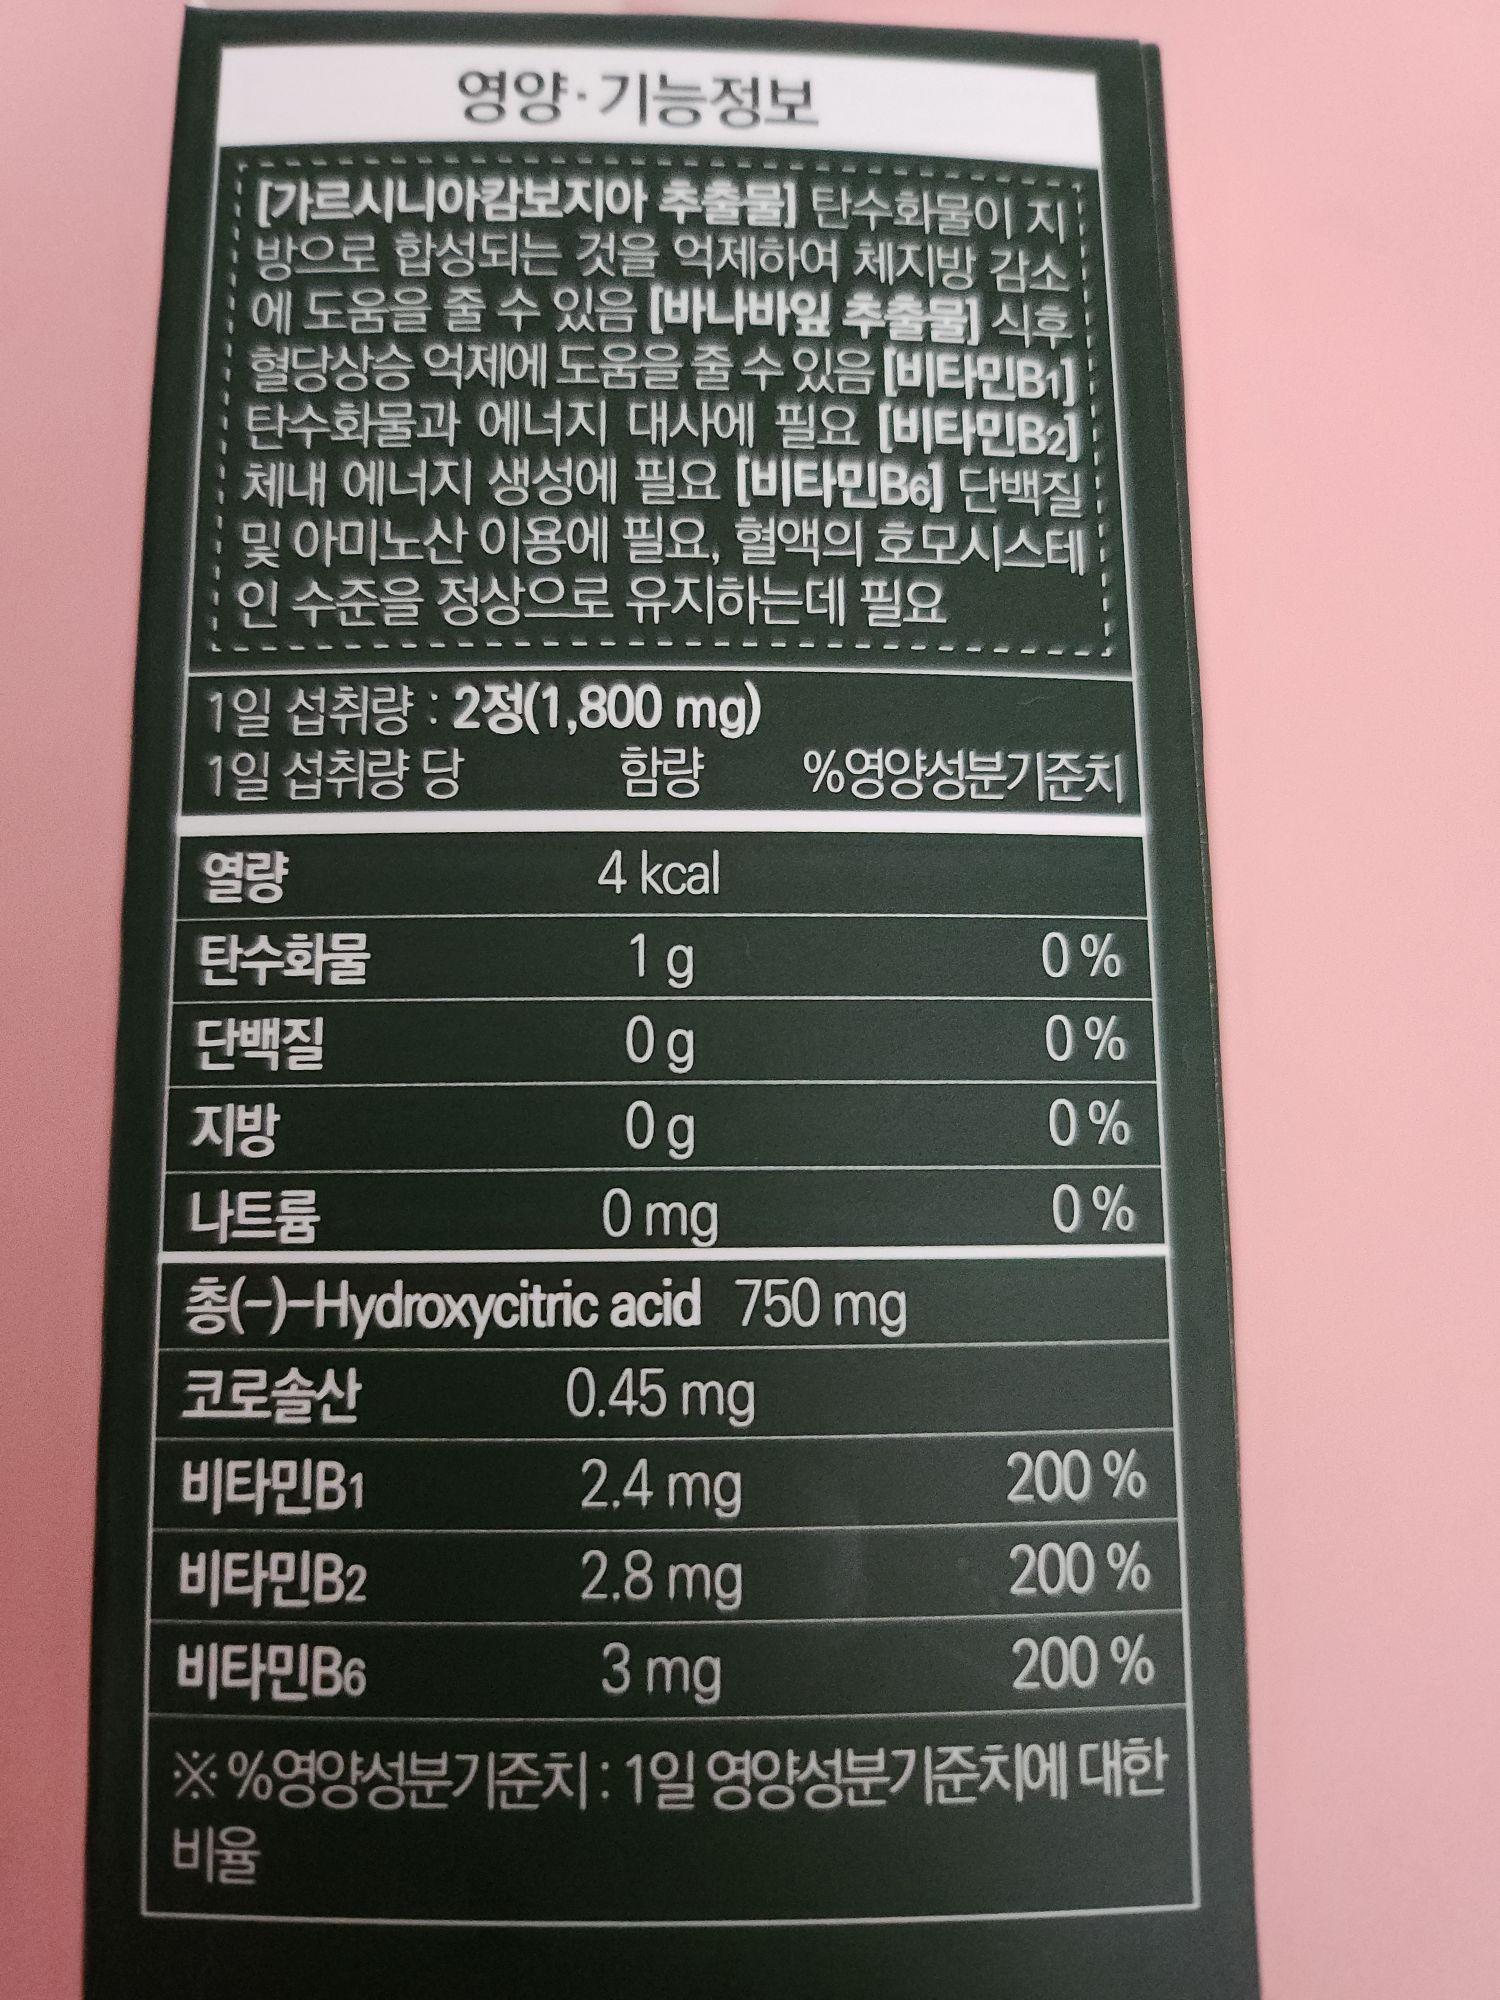 영양·기능정보
[가르시니아캄보지아 추출물] 탄수화물이 지
방으로 합성되는 것을 억제하여 체지방 감소
에 도움을 줄 수 있음 [바나바잎 추출물] 식후
혈당상승 억제에 도움을 줄 수 있음 [비타민B1]
탄수화물과 에너지 대사에 필요 [비타민B2]
체내 에너지 생성에 필요 [비타민B6] 단백질
및 아미노산 이용에 필요, 혈액의 호모시스테
인 수준을 정상으로 유지하는데 필요
1일 섭취량 : 2정(1,800 mg)
1일 섭취량 당 함량 %영양성분기준치
열량 4 kcal
탄수화물 1 g 0 %
단백질 0 g 0 %
지방 0 g 0 %
나트륨 0 mg 0 %
총(-)-Hydroxycitric acid 750 mg
코로솔산 0.45 mg
비타민B1 2.4 mg 200 %
비타민B2 2.8 mg 200 %
비타민B6 3 mg 200 %
※ %영양성분기준치 : 1일 영양성분기준치에 대한
비율